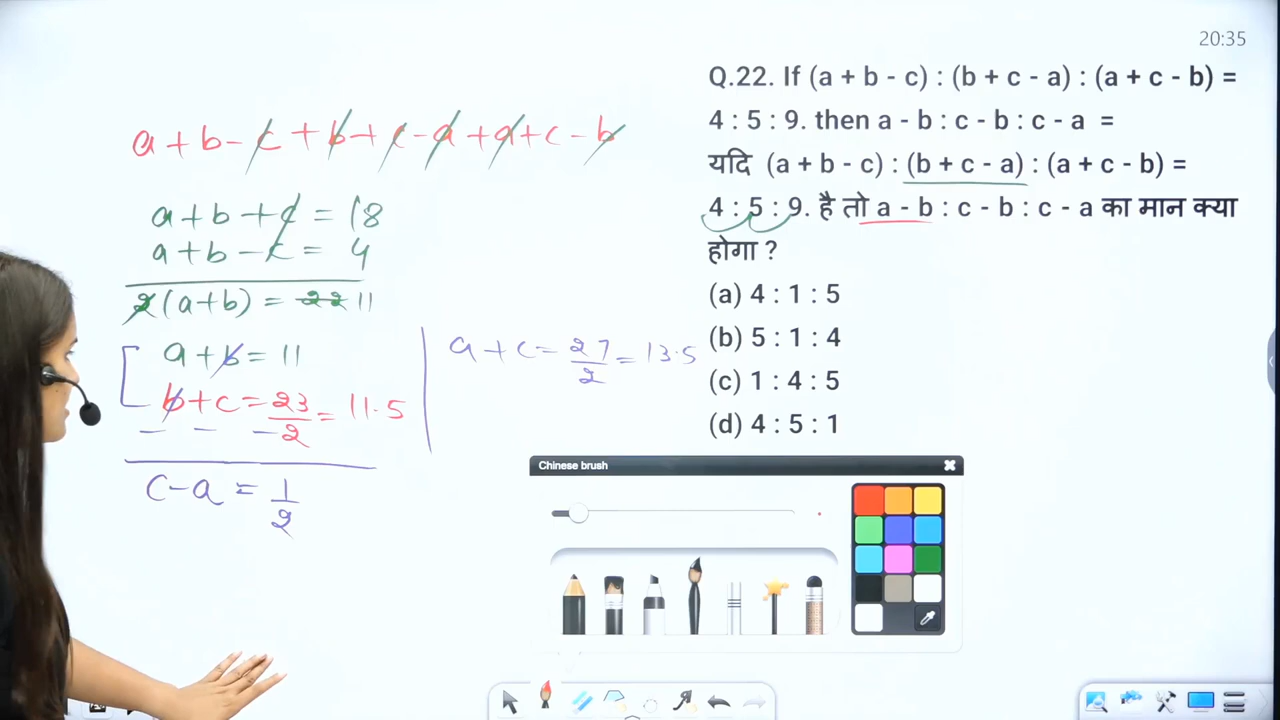 20:35
Q.22. If (a + b - c) : (b + c - a) : (a + c - b) =
4 : 5 : 9. then a - b : c - b : c - a =
यदि (a + b - c) : (b + c - a) : (a + c - b) =
4 : 5 : 9. है तो a - b : c - b : c - a का मान क्या
होगा ?
(a) 4 : 1 : 5
(b) 5 : 1 : 4
(c) 1 : 4 : 5
(d) 4 : 5 : 1
a + b - c + b + c - a + a + c - b
a + b + c = 18
a + b - c = 4
2(a+b) = 22 11
a + b = 11
b + c = 23/2 = 11.5
c - a = 1/2
a + c = 27/2 = 13.5
Chinese brush